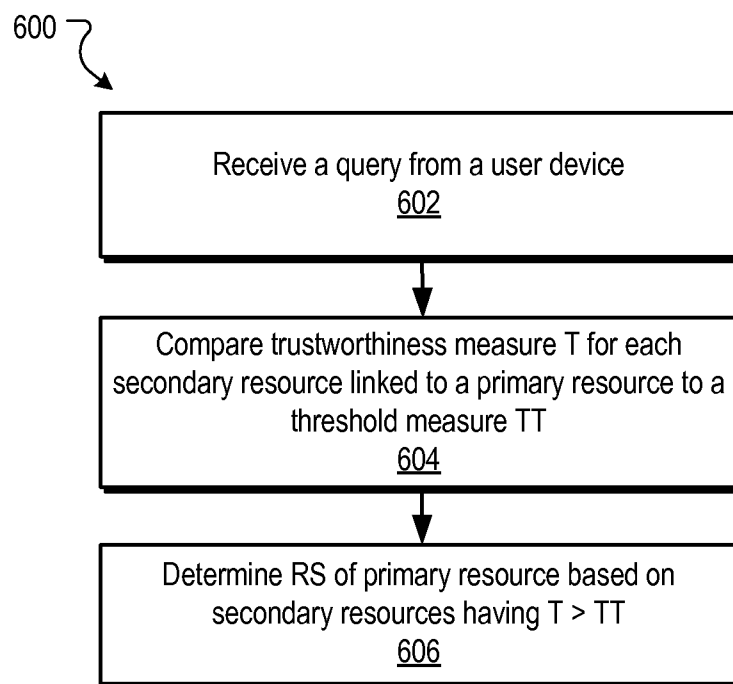 600
Receive a query from a user device
602
Compare trustworthiness measure T for each
secondary resource linked to a primary resource to a
threshold measure TT
604
Determine RS of primary resource based on
secondary resources having T > TT
606